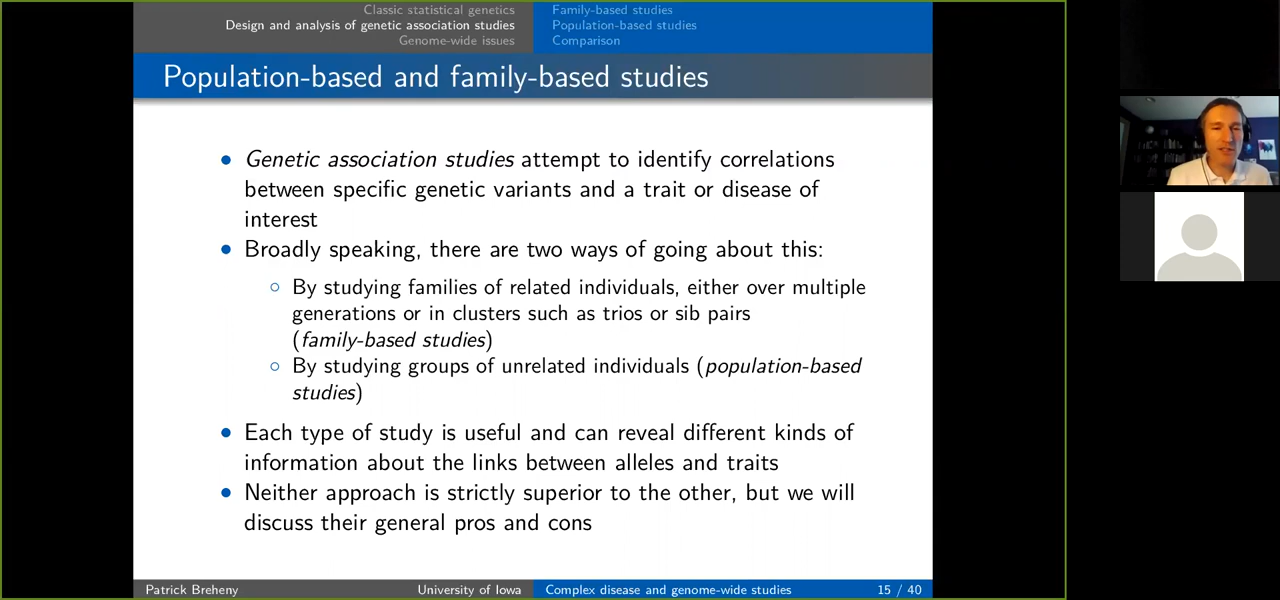 Classic statistical genetics
Design and analysis of genetic association studies
Genome-wide issues
Family-based studies
Population-based studies
Comparison
Population-based and family-based studies
• Genetic association studies attempt to identify correlations
between specific genetic variants and a trait or disease of
interest
• Broadly speaking, there are two ways of going about this:
◦ By studying families of related individuals, either over multiple
generations or in clusters such as trios or sib pairs
(family-based studies)
◦ By studying groups of unrelated individuals (population-based
studies)
• Each type of study is useful and can reveal different kinds of
information about the links between alleles and traits
• Neither approach is strictly superior to the other, but we will
discuss their general pros and cons
Patrick Breheny University of Iowa Complex disease and genome-wide studies 15 / 40